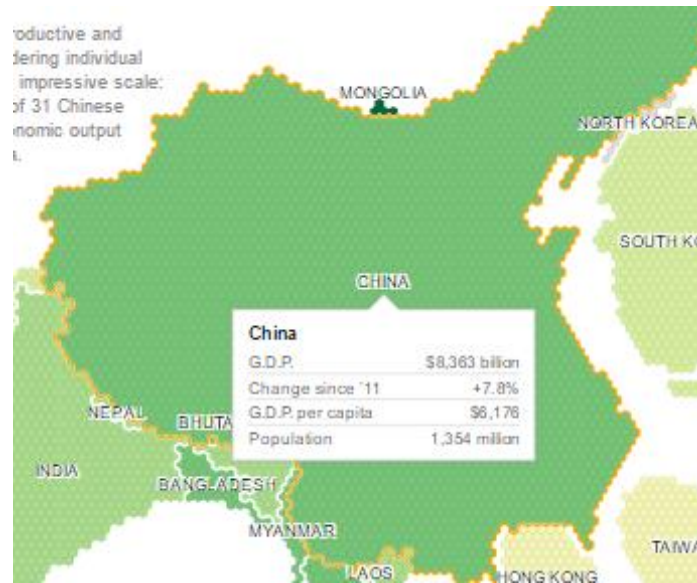 roductive and
dering individual
impressive scale:
of 31 Chinese
nomic output
a.
MONGOLIA
NORTH KOREA
SOUTH KO
CHINA
China
G.D.P. $8,363 billion
Change since '11 +7.8%
G.D.P. per capita $6,176
Population 1,354 million
NEPAL
BHUTA
INDIA
BANGLADESH
MYANMAR
LAOS
HONG KONG
TAIWA